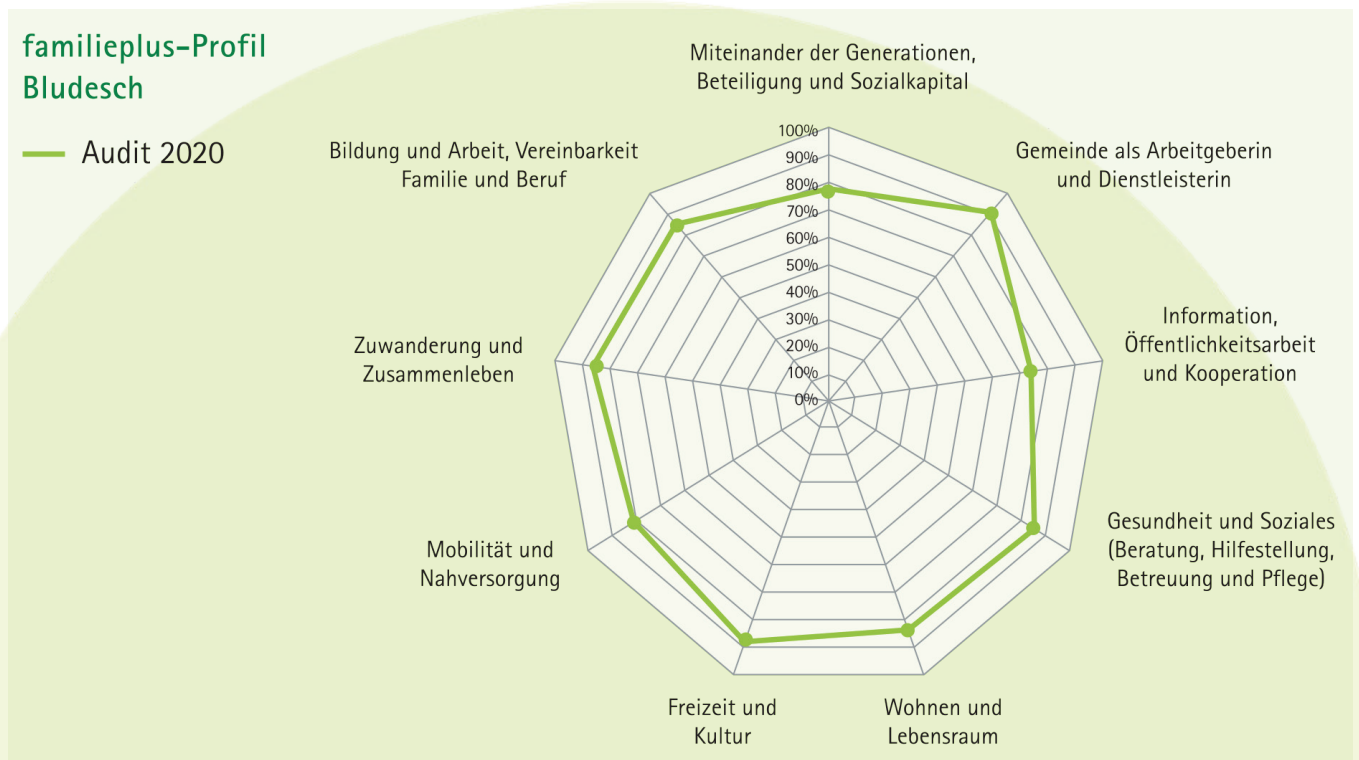 familieplus-Profil
Bludesch
Audit 2020
Miteinander der Generationen,
Beteiligung und Sozialkapital
Gemeinde als Arbeitgeberin
und Dienstleisterin
Information,
Öffentlichkeitsarbeit
und Kooperation
Gesundheit und Soziales
(Beratung, Hilfestellung,
Betreuung und Pflege)
Wohnen und
Lebensraum
Freizeit und
Kultur
Mobilität und
Nahversorgung
Zuwanderung und
Zusammenleben
Bildung und Arbeit, Vereinbarkeit
Familie und Beruf
100%
90%
80%
70%
60%
50%
40%
30%
20%
10%
0%